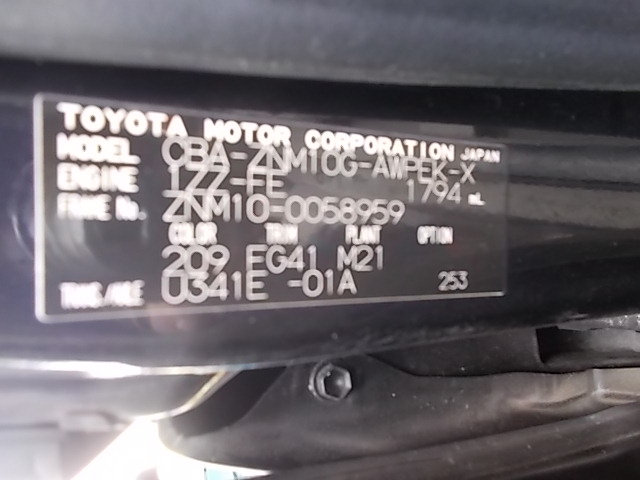 TOYOTA MOTOR CORPORATION JAPAN
MODEL CBA-ZNM10G-AWPEK-X
ENGINE 1ZZ-FE 1794 mL
FRAME No. ZNM10-0058959
COLOR TRIM PLANT OPTION
209 FG41 M21
TRANS/AXLE U341E -01A 253